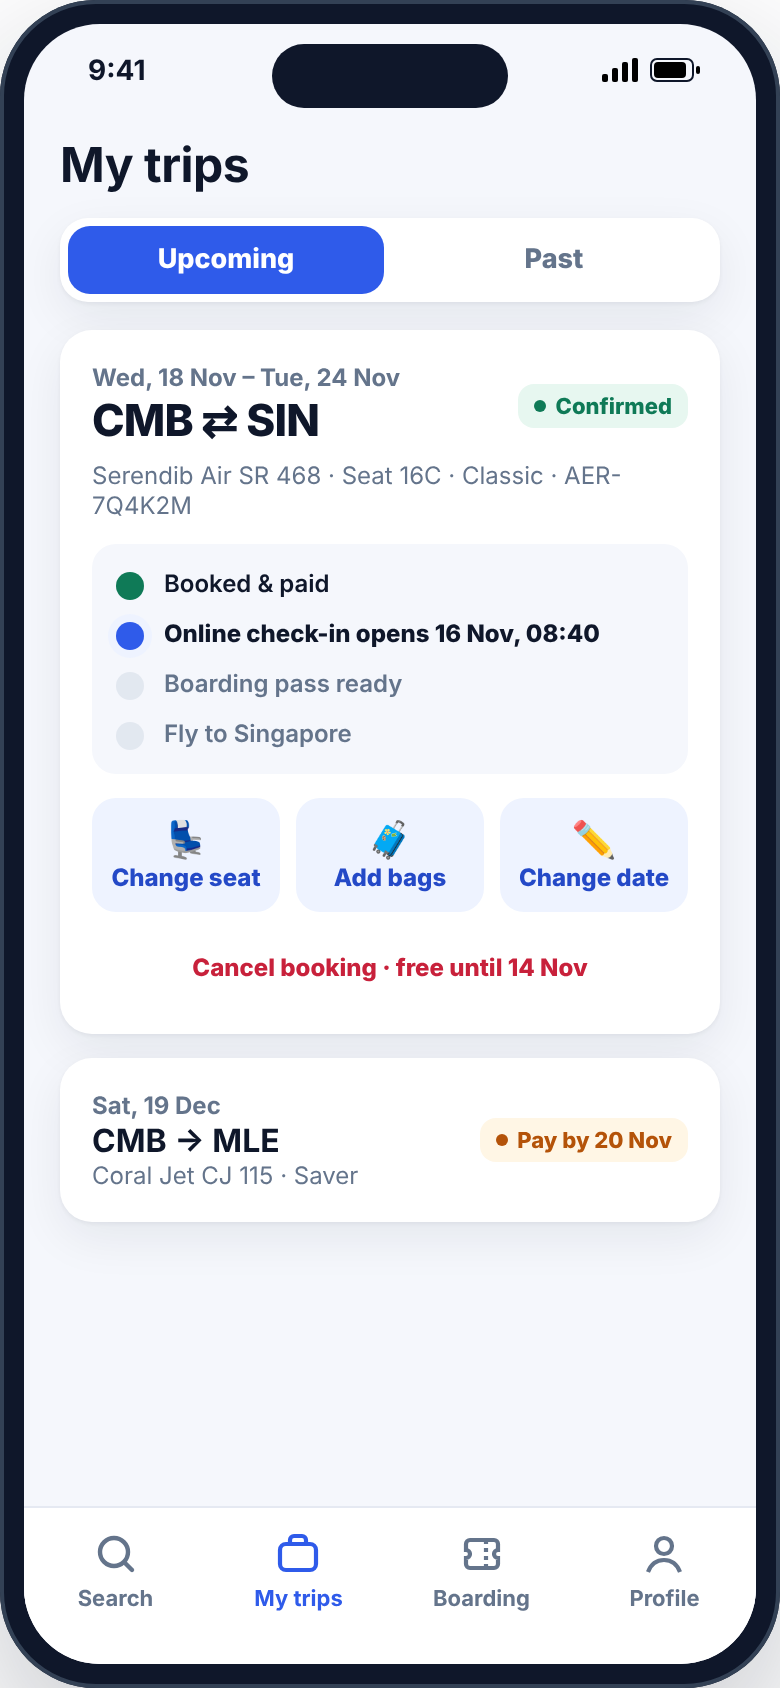 9:41
My trips
Upcoming
Past
Wed, 18 Nov – Tue, 24 Nov
CMB ⇄ SIN
Confirmed
Serendib Air SR 468 · Seat 16C · Classic · AER-
7Q4K2M
Booked & paid
Online check-in opens 16 Nov, 08:40
Boarding pass ready
Fly to Singapore
Change seat
Add bags
Change date
Cancel booking · free until 14 Nov
Sat, 19 Dec
CMB → MLE
Pay by 20 Nov
Coral Jet CJ 115 · Saver
Search
My trips
Boarding
Profile